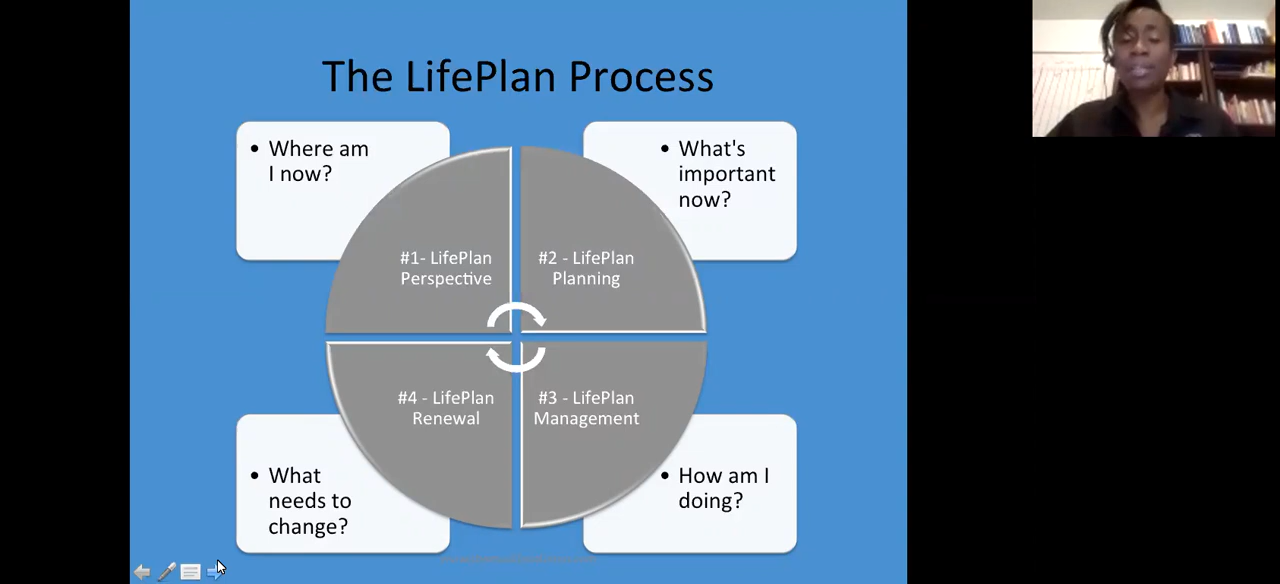 The LifePlan Process
• Where am
I now?
• What's
important
now?
#1- LifePlan
Perspective
#2 - LifePlan
Planning
#4 - LifePlan
Renewal
#3 - LifePlan
Management
• What
needs to
change?
• How am I
doing?